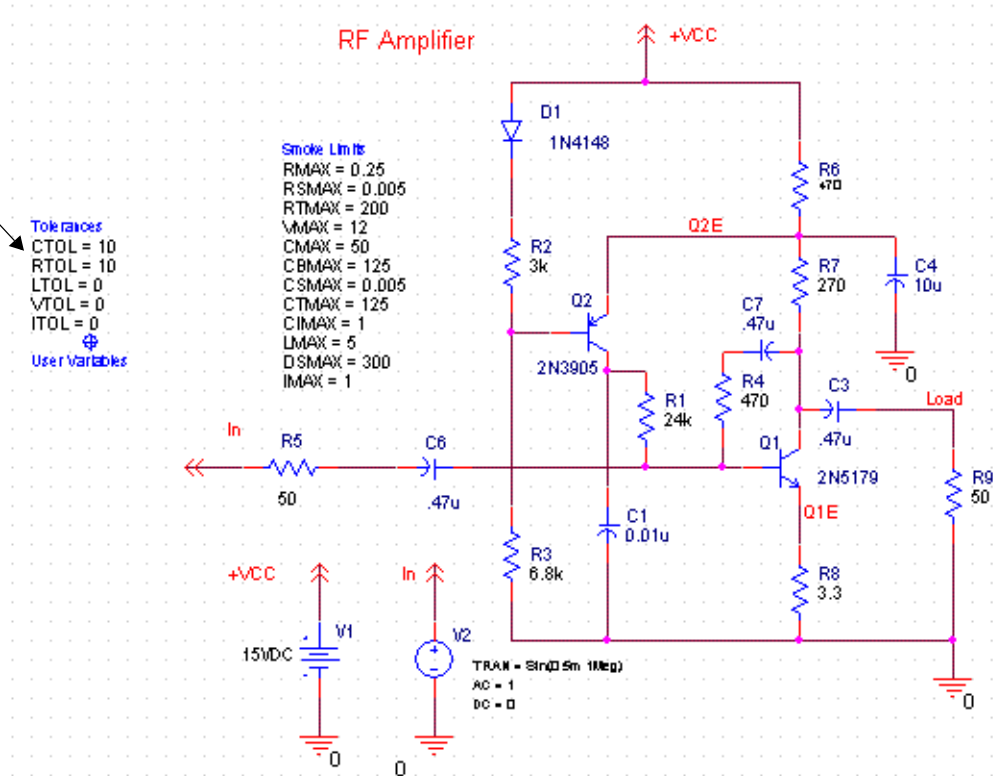 RF Amplifier
+VCC
D1
1N4148
Smoke Limits
RMAX = 0.25
RSMAX = 0.005
RTMAX = 200
VMAX = 12
CMAX = 50
CBMAX = 125
CSMAX = 0.005
CTMAX = 125
CIMAX = 1
LMAX = 5
DSMAX = 300
IMAX = 1
Tolerances
CTOL = 10
RTOL = 10
LTOL = 0
VTOL = 0
ITOL = 0
User Variables
R6
470
Q2E
R2
3k
R7
270
C4
10u
0
Q2
2N3905
C7
.47u
R4
470
R1
24k
C3
.47u
Load
In
R5
50
C6
.47u
Q1
2N5179
Q1E
R9
50
C1
0.01u
R3
6.8k
R8
3.3
0
+VCC
V1
15VDC
0
In
V2
TRAN = Sin(0 5m 1Meg)
AC = 1
DC = 0
0